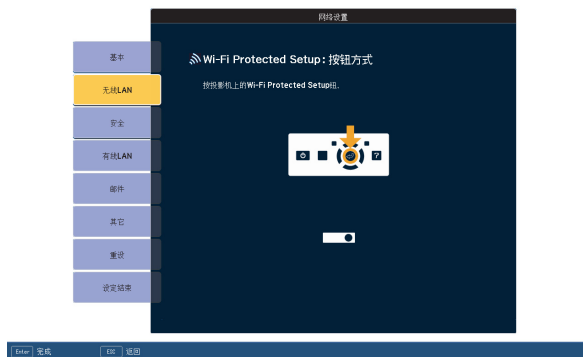 网络设置
基本
无线LAN
安全
有线LAN
邮件
其它
重设
设定结束
Wi-Fi Protected Setup: 按钮方式
按投影机上的Wi-Fi Protected Setup钮。
?
Enter 完成
ESC 返回